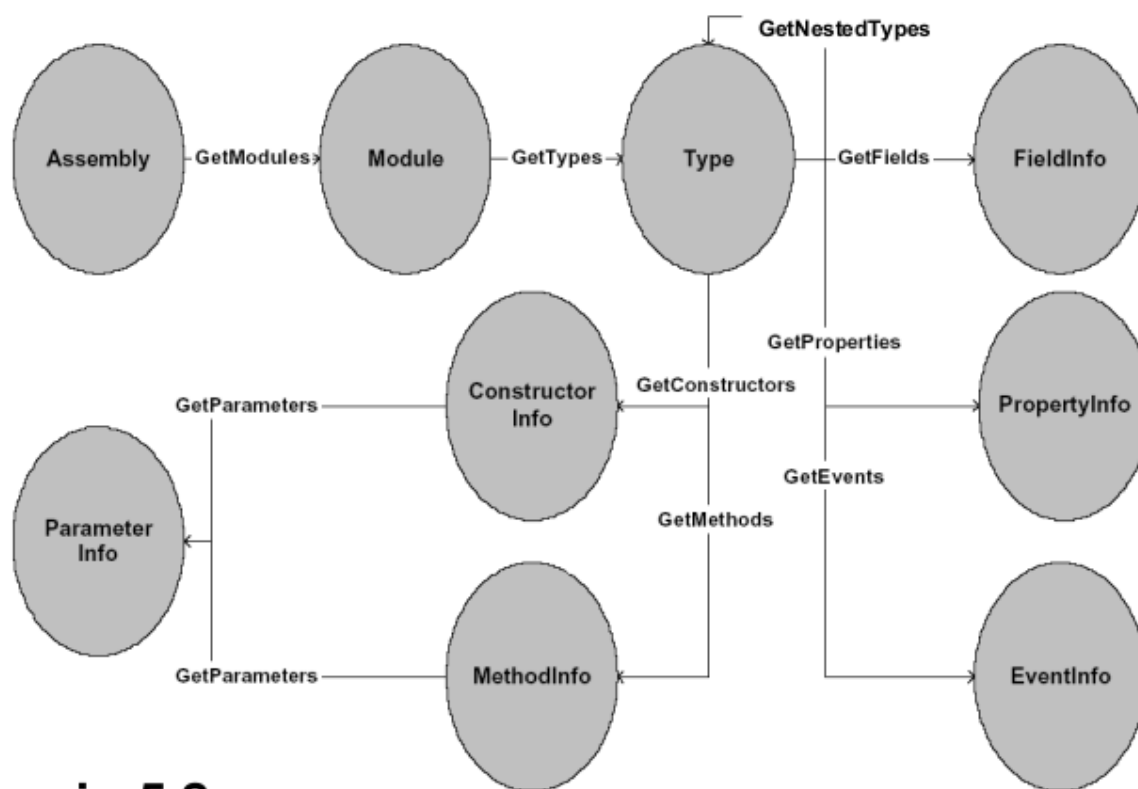 GetNestedTypes
Assembly
GetModules
Module
GetTypes
Type
GetFields
FieldInfo
GetProperties
GetConstructors
Constructor
Info
GetParameters
PropertyInfo
GetEvents
GetMethods
Parameter
Info
GetParameters
MethodInfo
EventInfo